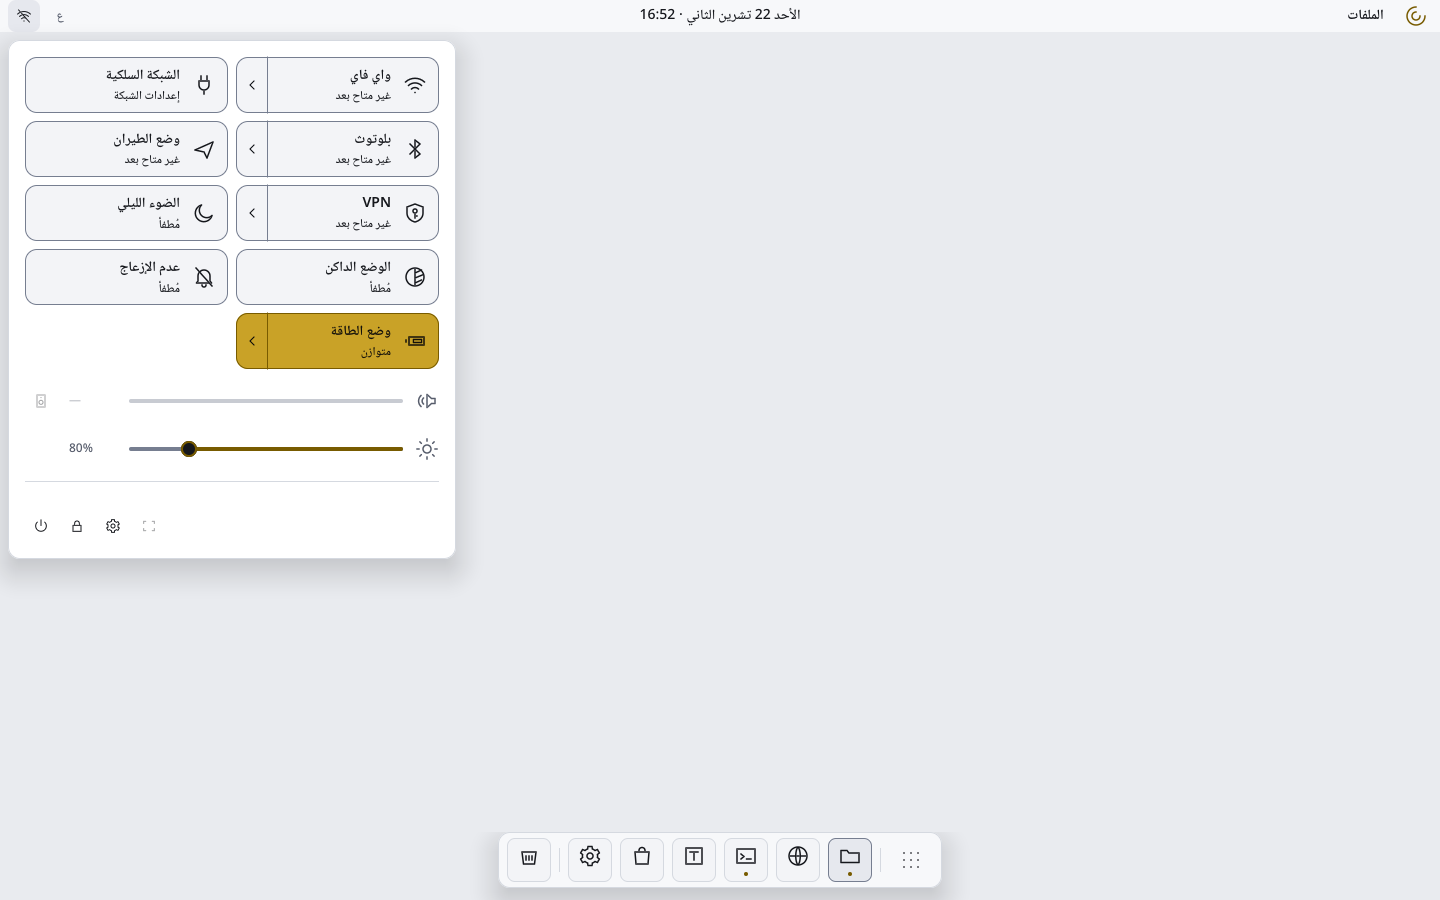 الملفات
الأحد 22 تشرين الثاني · 16:52
ع
واي فاي
غير متاح بعد
الشبكة السلكية
إعدادات الشبكة
بلوتوث
غير متاح بعد
وضع الطيران
غير متاح بعد
VPN
غير متاح بعد
الضوء الليلي
مُطفأ
الوضع الداكن
مُطفأ
عدم الإزعاج
مُطفأ
وضع الطاقة
متوازن
—
80%